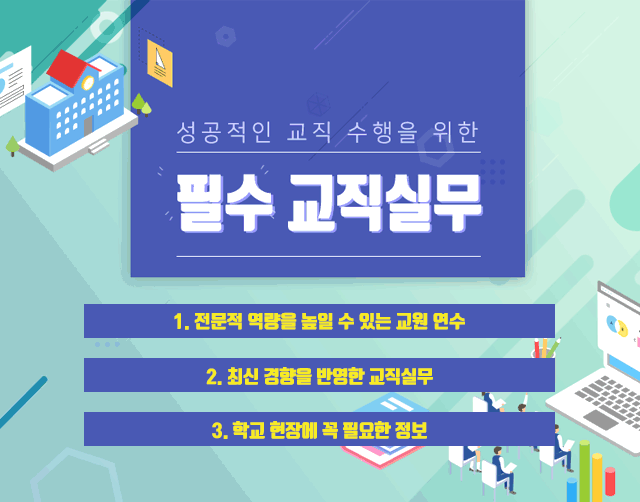 성공적인 교직 수행을 위한
필수 교직실무
1. 전문적 역량을 높일 수 있는 교원 연수
2. 최신 경향을 반영한 교직실무
3. 학교 현장에 꼭 필요한 정보